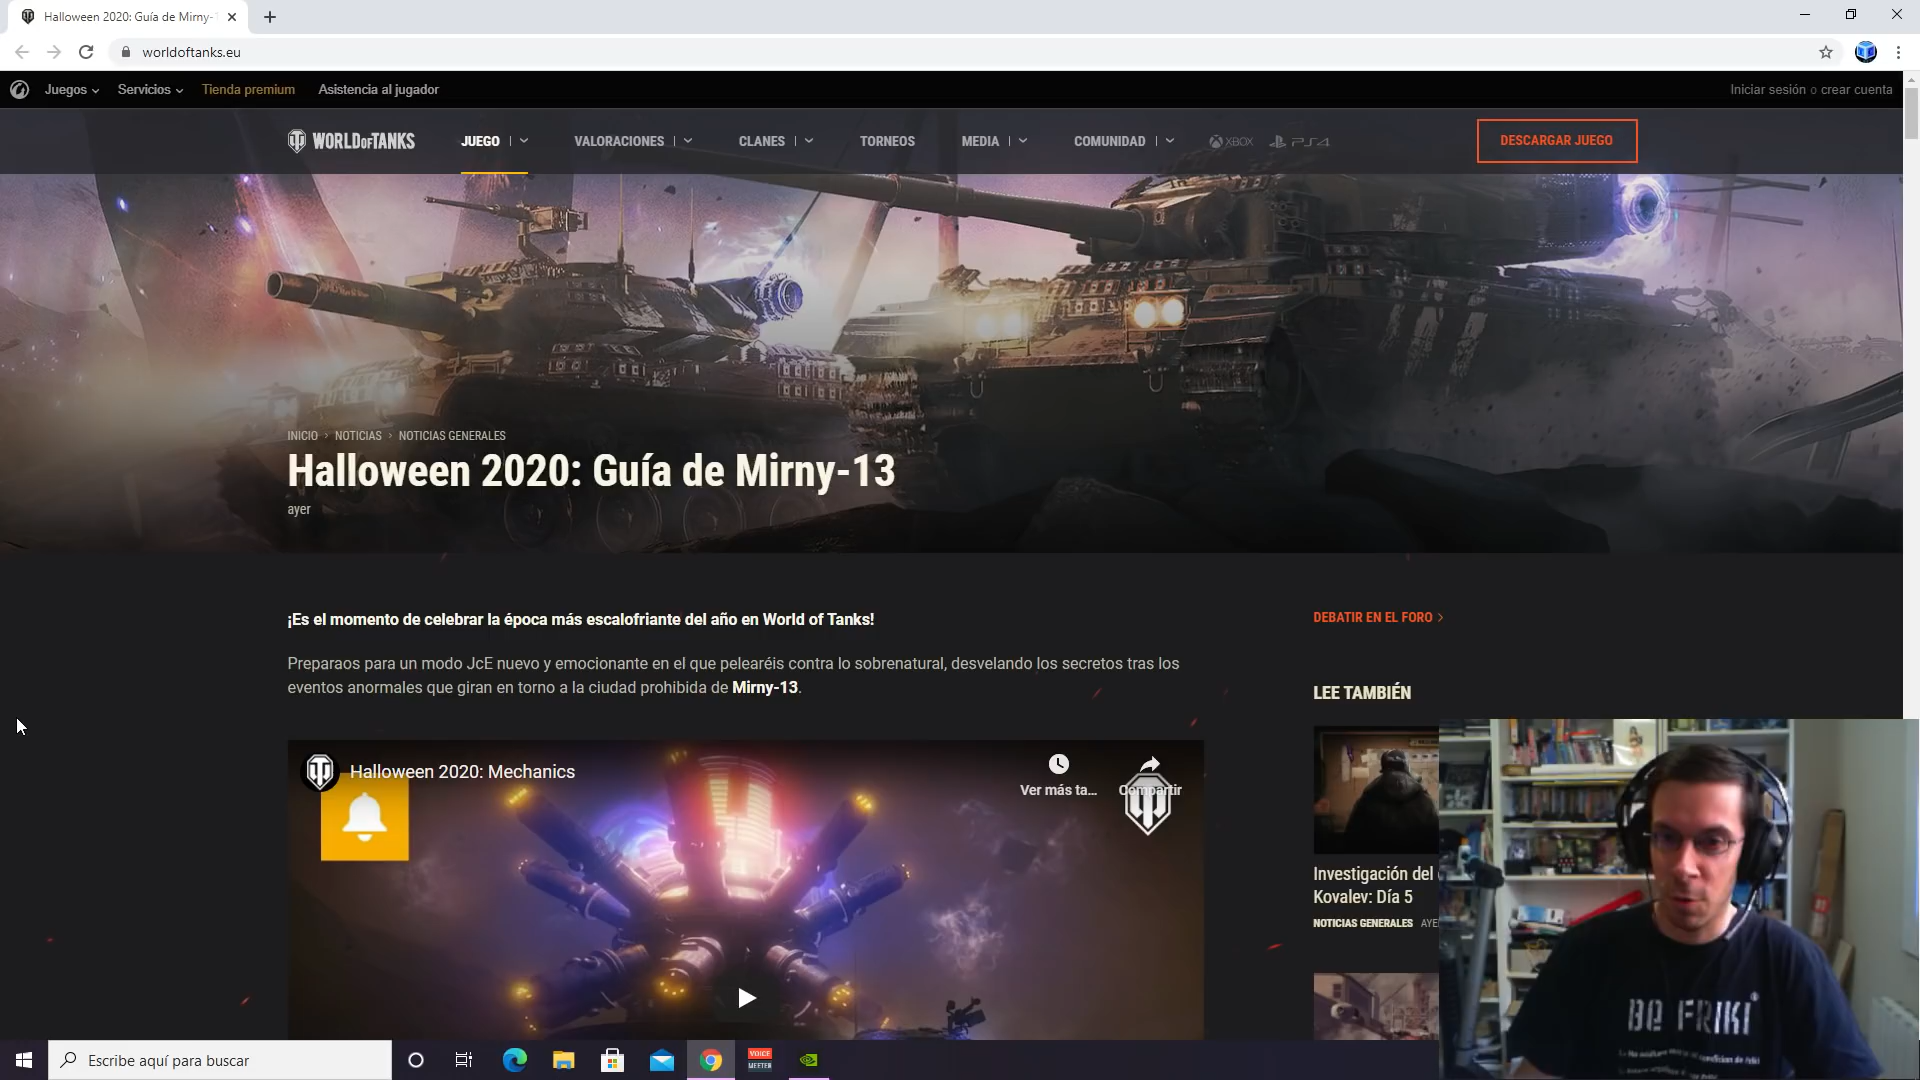 Halloween 2020: Guía de Mirny-
worldoftanks.eu
Juegos
Servicios
Tienda premium
Asistencia al jugador
Iniciar sesión o crear cuenta
WORLD OF TANKS
JUEGO
VALORACIONES
CLANES
TORNEOS
MEDIA
COMUNIDAD
XBOX
PS4
DESCARGAR JUEGO
INICIO > NOTICIAS > NOTICIAS GENERALES
Halloween 2020: Guía de Mirny-13
ayer
¡Es el momento de celebrar la época más escalofriante del año en World of Tanks!
Preparaos para un modo JcE nuevo y emocionante en el que pelearéis contra lo sobrenatural, desvelando los secretos tras los
eventos anormales que giran en torno a la ciudad prohibida de Mirny-13.
DEBATIR EN EL FORO >
LEE TAMBIÉN
Halloween 2020: Mechanics
Ver más ta...
Compartir
Investigación del
Kovalev: Día 5
NOTICIAS GENERALES AYE
BE FRIKI
Escribe aquí para buscar
VOICE
MEETER